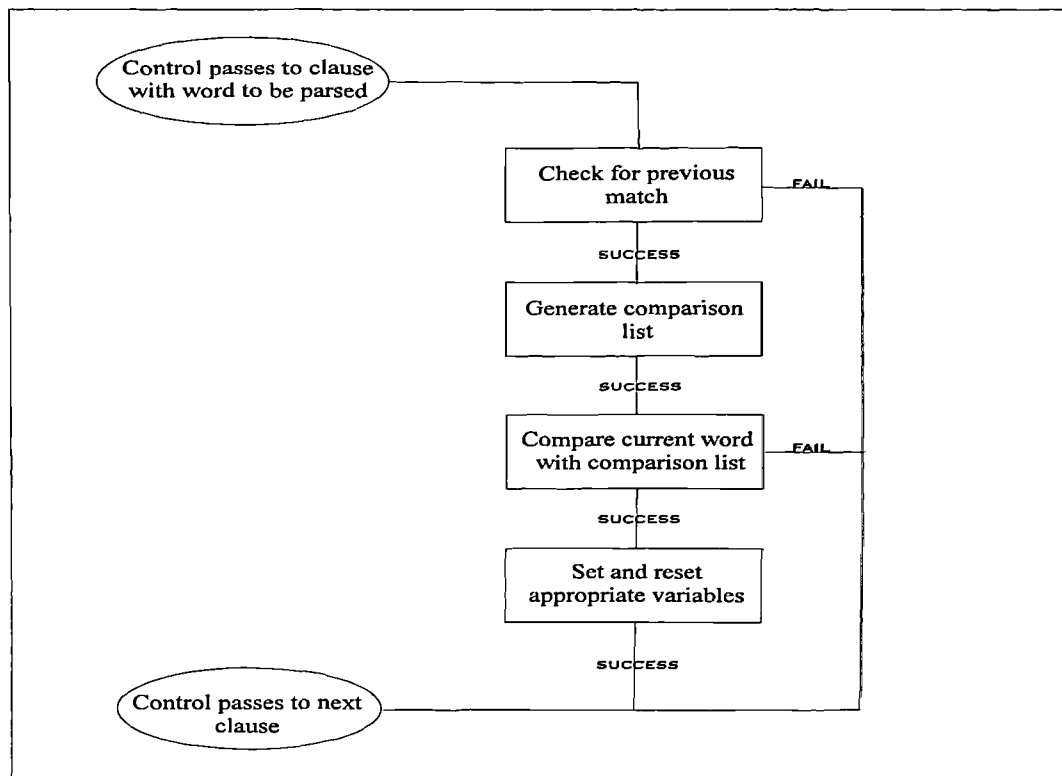 Control passes to clause
with word to be parsed
Check for previous
match
FAIL
SUCCESS
Generate comparison
list
SUCCESS
Compare current word
with comparison list
FAIL
SUCCESS
Set and reset
appropriate variables
SUCCESS
Control passes to next
clause